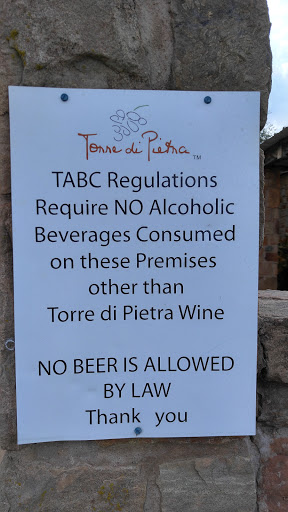 Torre di Pietra TM
TABC Regulations
Require NO Alcoholic
Beverages Consumed
on these Premises
other than
Torre di Pietra Wine
NO BEER IS ALLOWED
BY LAW
Thank you